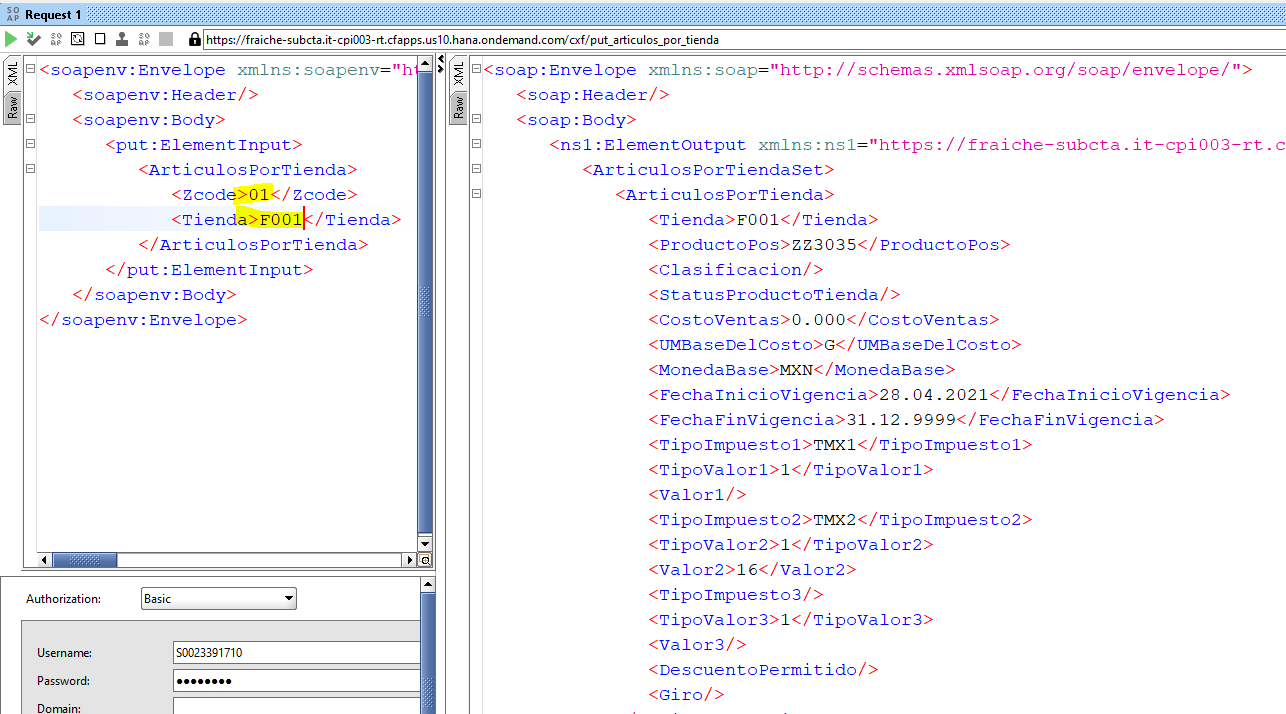 SO AP Request 1
https://fraiche-subcta.it-cpi003-rt.cfapps.us10.hana.ondemand.com/cxf/put_articulos_por_tienda
XML
Raw
<soapenv:Envelope xmlns:soapenv="ht
<soapenv:Header/>
<soapenv:Body>
<put:ElementInput>
<ArticulosPorTienda>
<Zcode>01</Zcode>
<Tienda>F001</Tienda>
</ArticulosPorTienda>
</put:ElementInput>
</soapenv:Body>
</soapenv:Envelope>
Authorization: Basic
Username: S0023391710
Password: ●●●●●●●●
Domain:
XML
Raw
<soap:Envelope xmlns:soap="http://schemas.xmlsoap.org/soap/envelope/">
<soap:Header/>
<soap:Body>
<ns1:ElementOutput xmlns:ns1="https://fraiche-subcta.it-cpi003-rt.c
<ArticulosPorTiendaSet>
<ArticulosPorTienda>
<Tienda>F001</Tienda>
<ProductoPos>ZZ3035</ProductoPos>
<Clasificacion/>
<StatusProductoTienda/>
<CostoVentas>0.000</CostoVentas>
<UMBaseDelCosto>G</UMBaseDelCosto>
<MonedaBase>MXN</MonedaBase>
<FechaInicioVigencia>28.04.2021</FechaInicioVigencia>
<FechaFinVigencia>31.12.9999</FechaFinVigencia>
<TipoImpuesto1>TMX1</TipoImpuesto1>
<TipoValor1>1</TipoValor1>
<Valor1/>
<TipoImpuesto2>TMX2</TipoImpuesto2>
<TipoValor2>1</TipoValor2>
<Valor2>16</Valor2>
<TipoImpuesto3/>
<TipoValor3>1</TipoValor3>
<Valor3/>
<DescuentoPermitido/>
<Giro/>